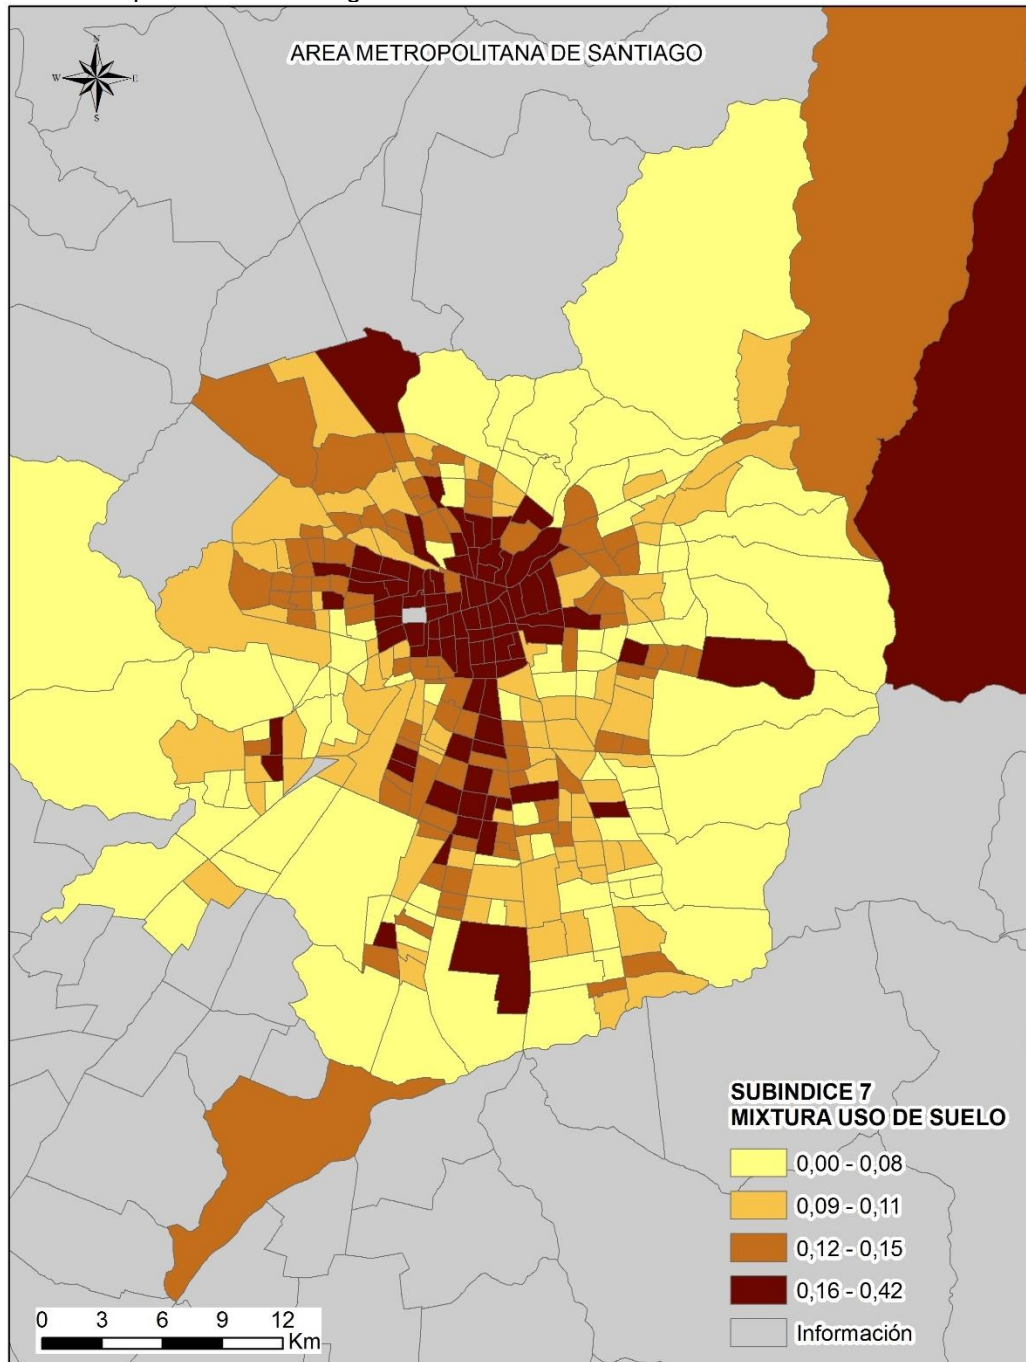 AREA METROPOLITANA DE SANTIAGO
N
W E
S
SUBINDICE 7
MIXTURA USO DE SUELO
0,00 - 0,08
0,09 - 0,11
0,12 - 0,15
0,16 - 0,42
Información
0 3 6 9 12
Km